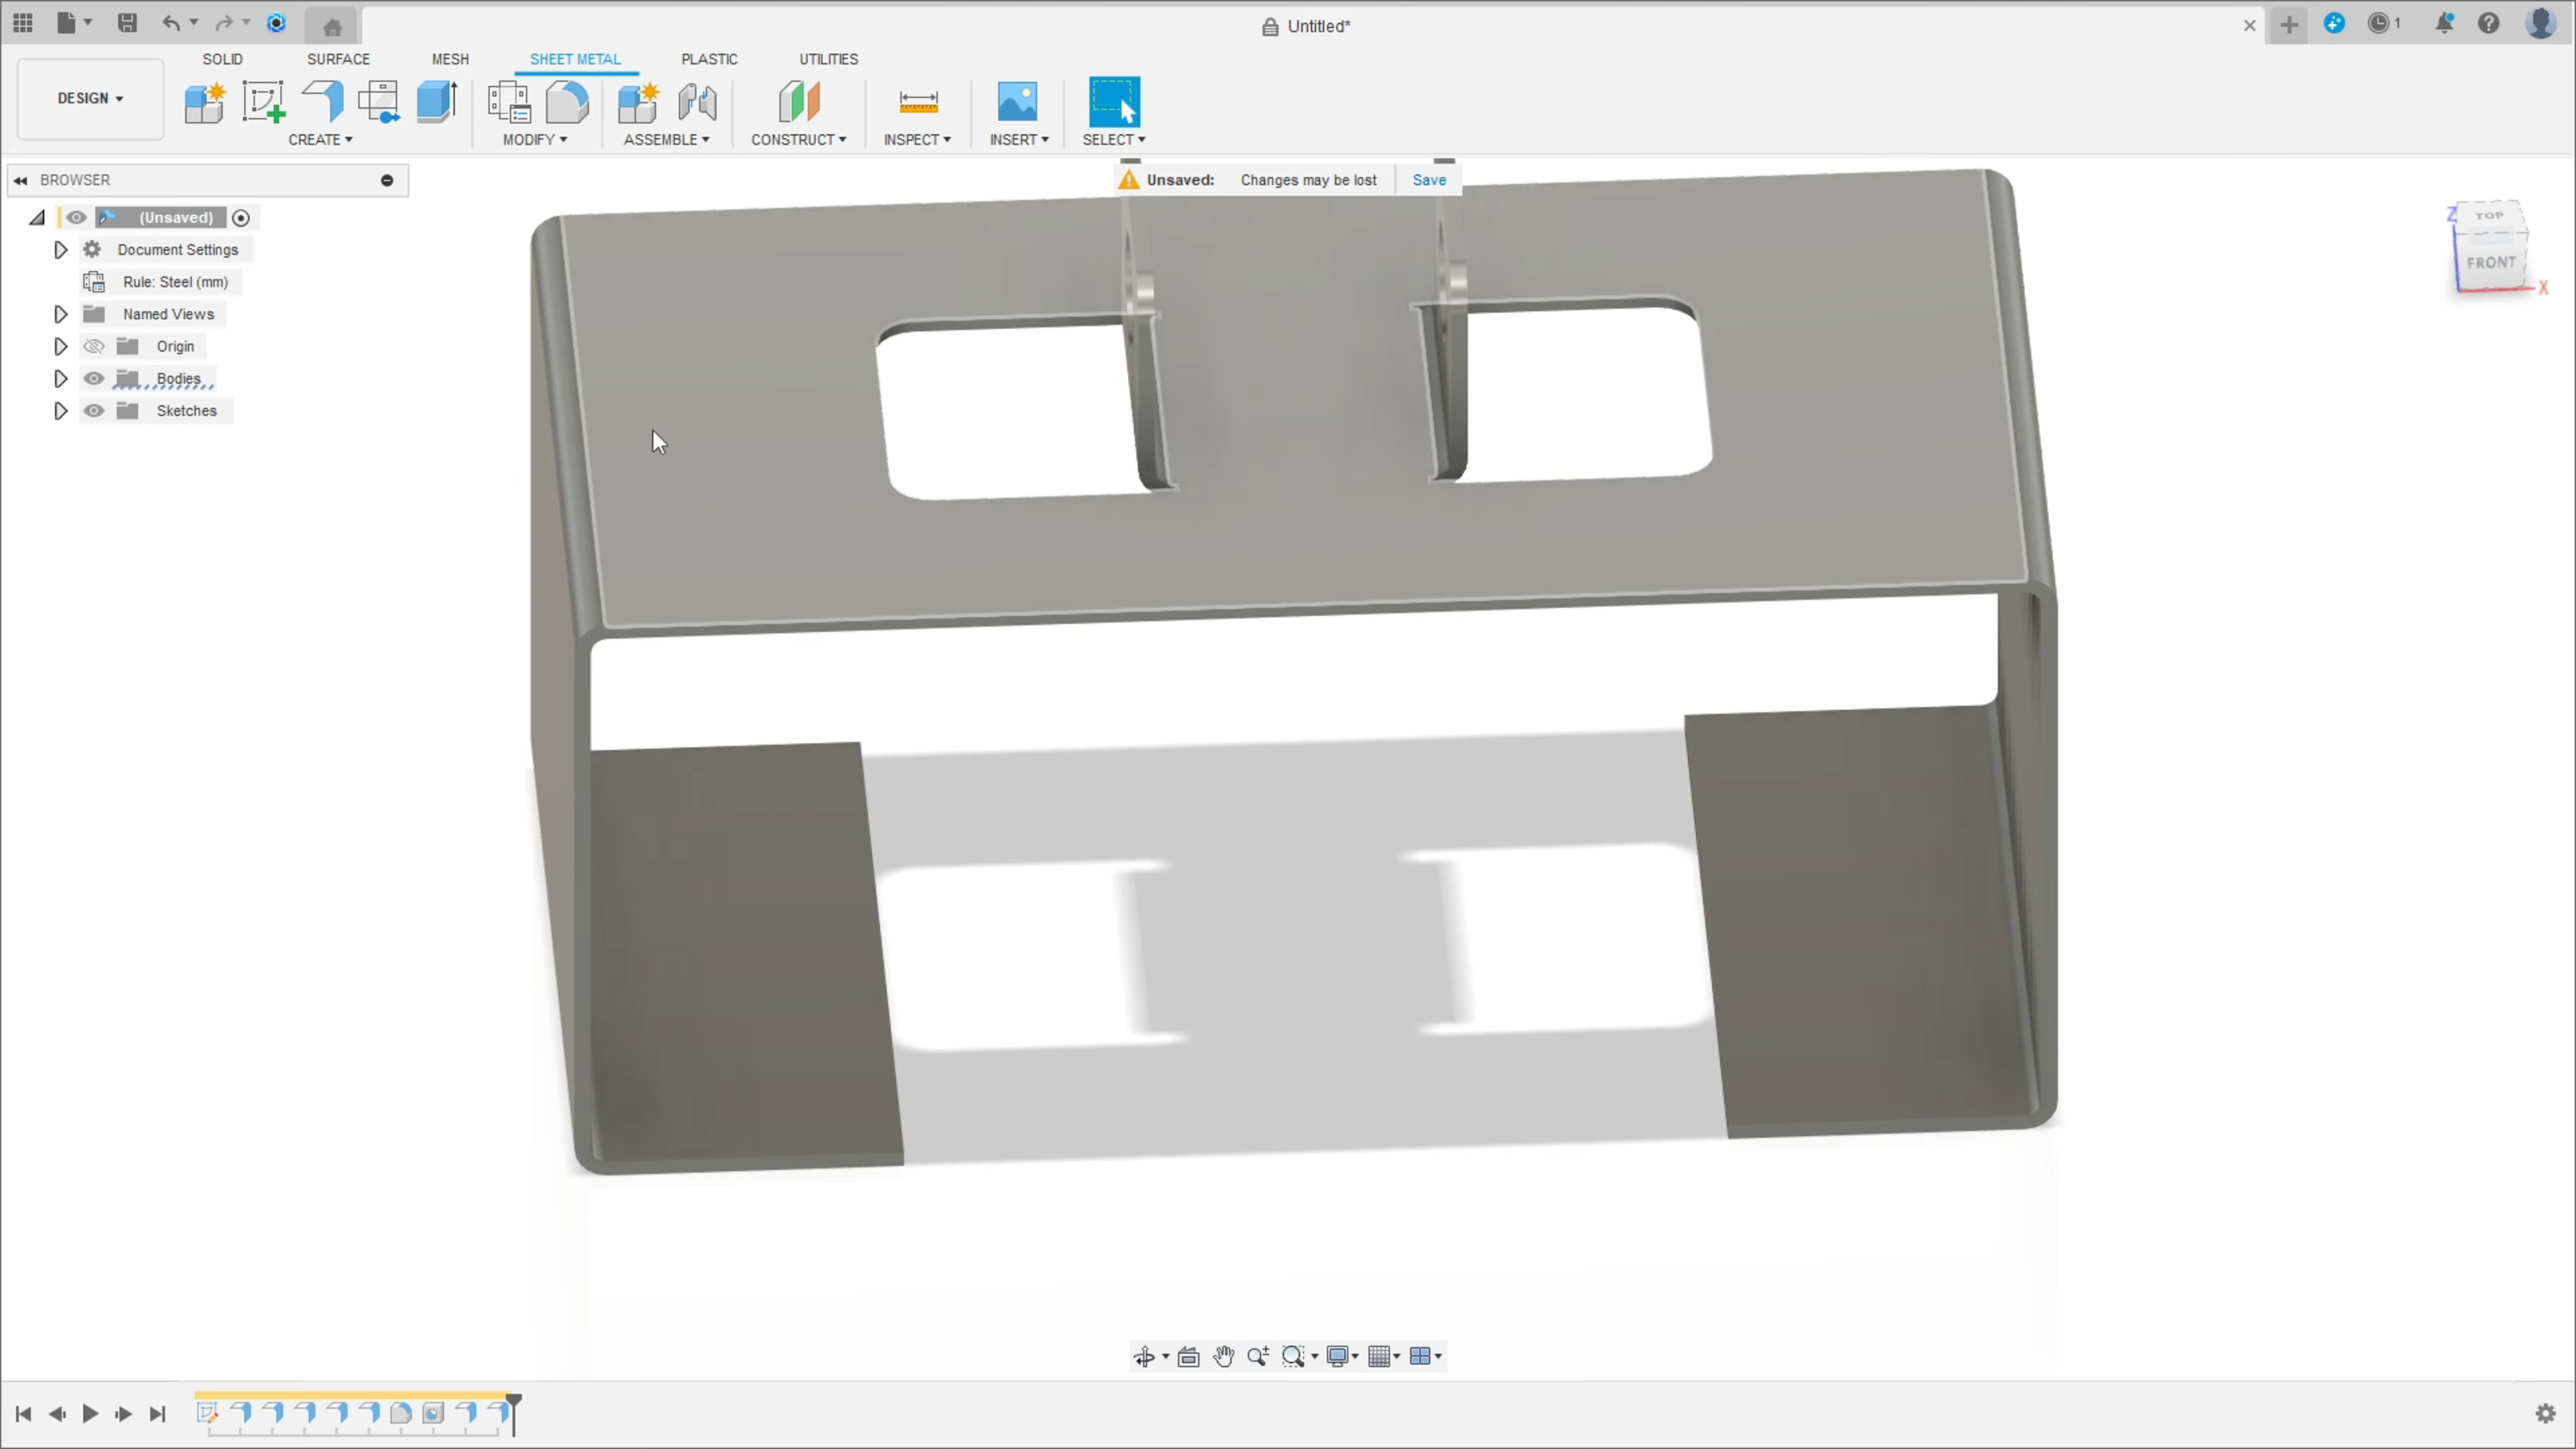 Untitled*
1
SOLID SURFACE MESH SHEET METAL PLASTIC UTILITIES
DESIGN
CREATE MODIFY ASSEMBLE CONSTRUCT INSPECT INSERT SELECT
BROWSER
Unsaved: Changes may be lost Save
(Unsaved)
Document Settings
Rule: Steel (mm)
Named Views
Origin
Bodies
Sketches
Z
TOP
FRONT
X